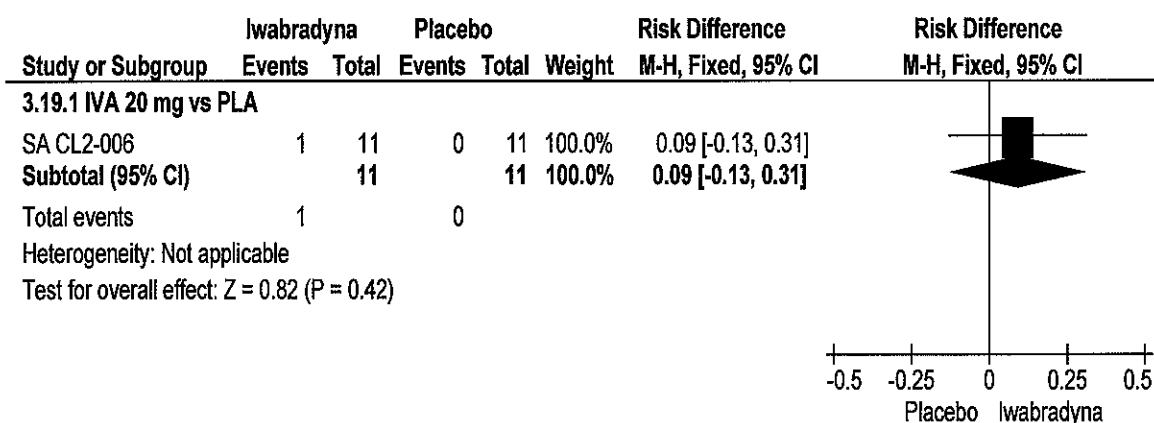 Iwabradyna Placebo Risk Difference Risk Difference
Study or Subgroup Events Total Events Total Weight M-H, Fixed, 95% CI M-H, Fixed, 95% CI
3.19.1 IVA 20 mg vs PLA
SA CL2-006 1 11 0 11 100.0% 0.09 [-0.13, 0.31]
Subtotal (95% CI) 11 11 100.0% 0.09 [-0.13, 0.31]
Total events 1 0
Heterogeneity: Not applicable
Test for overall effect: Z = 0.82 (P = 0.42)
-0.5 -0.25 0 0.25 0.5
Placebo Iwabradyna